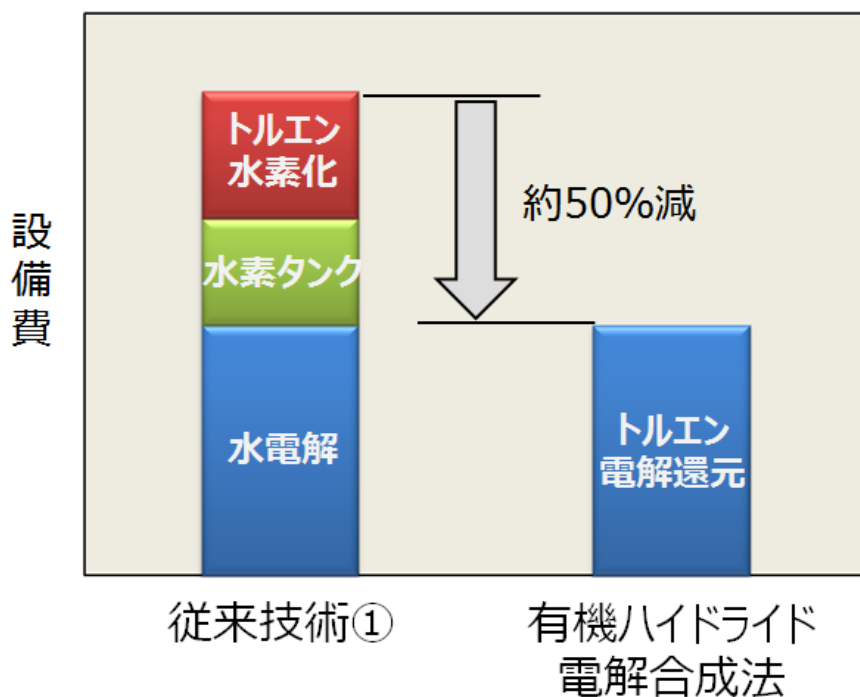 設備費
トルエン
水素化
水素タンク
水電解
約50%減
トルエン
電解還元
従来技術①
有機ハイドライド
電解合成法